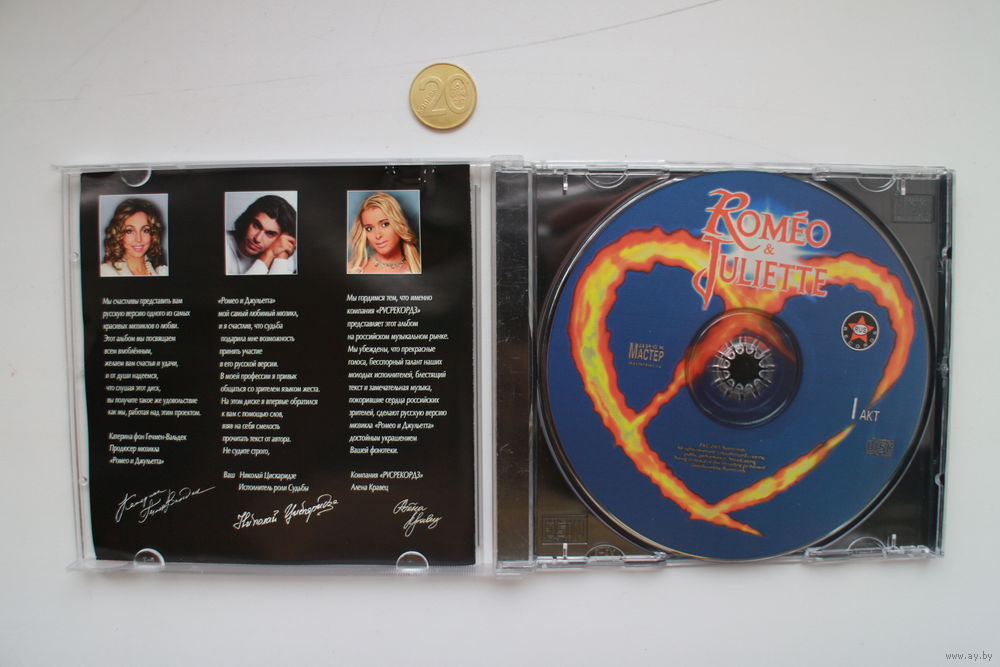 20
Мы счастливы представить вам
русскую версию одного из самых
красивых мюзиклов о любви.
Этот альбом мы посвящаем
всем влюблённым,
желаем вам счастья и удачи,
и от души надеемся,
что слушая этот диск,
вы получите такое же удовольствие
как мы, работая над этим проектом.
Катерина фон Гечмен-Вальдек
Продюсер мюзикла
«Ромео и Джульетта»
«Ромео и Джульетта»
мой самый любимый мюзикл,
и я счастлив, что судьба
подарила мне возможность
принять участие
в его русской версии.
В моей профессии я привык
общаться со зрителем языком жеста.
На этом диске я впервые обратился
к вам с помощью слов,
взяв на себя смелость
прочитать текст от автора.
Не судите строго,
Ваш Николай Цискаридзе
Исполнитель роли Судьбы
Николай Цискаридзе
Мы гордимся тем, что именно
компания «РУСРЕКОРДЗ»
представляет этот альбом
на российском музыкальном рынке.
Мы убеждены, что прекрасные
голоса, бесспорный талант наших
молодых исполнителей, блестящий
текст и замечательная музыка,
покорившие сердца российских
зрителей, сделают русскую версию
мюзикла «Ромео и Джульетта»
достойным украшением
Вашей фонотеки.
Компания «РУСРЕКОРДЗ»
Алена Кравец
Алёна
Кравец
ROMÉO
&
JULIETTE
ДИСК
МАСТЕР
RUS
I АКТ
www.ay.by